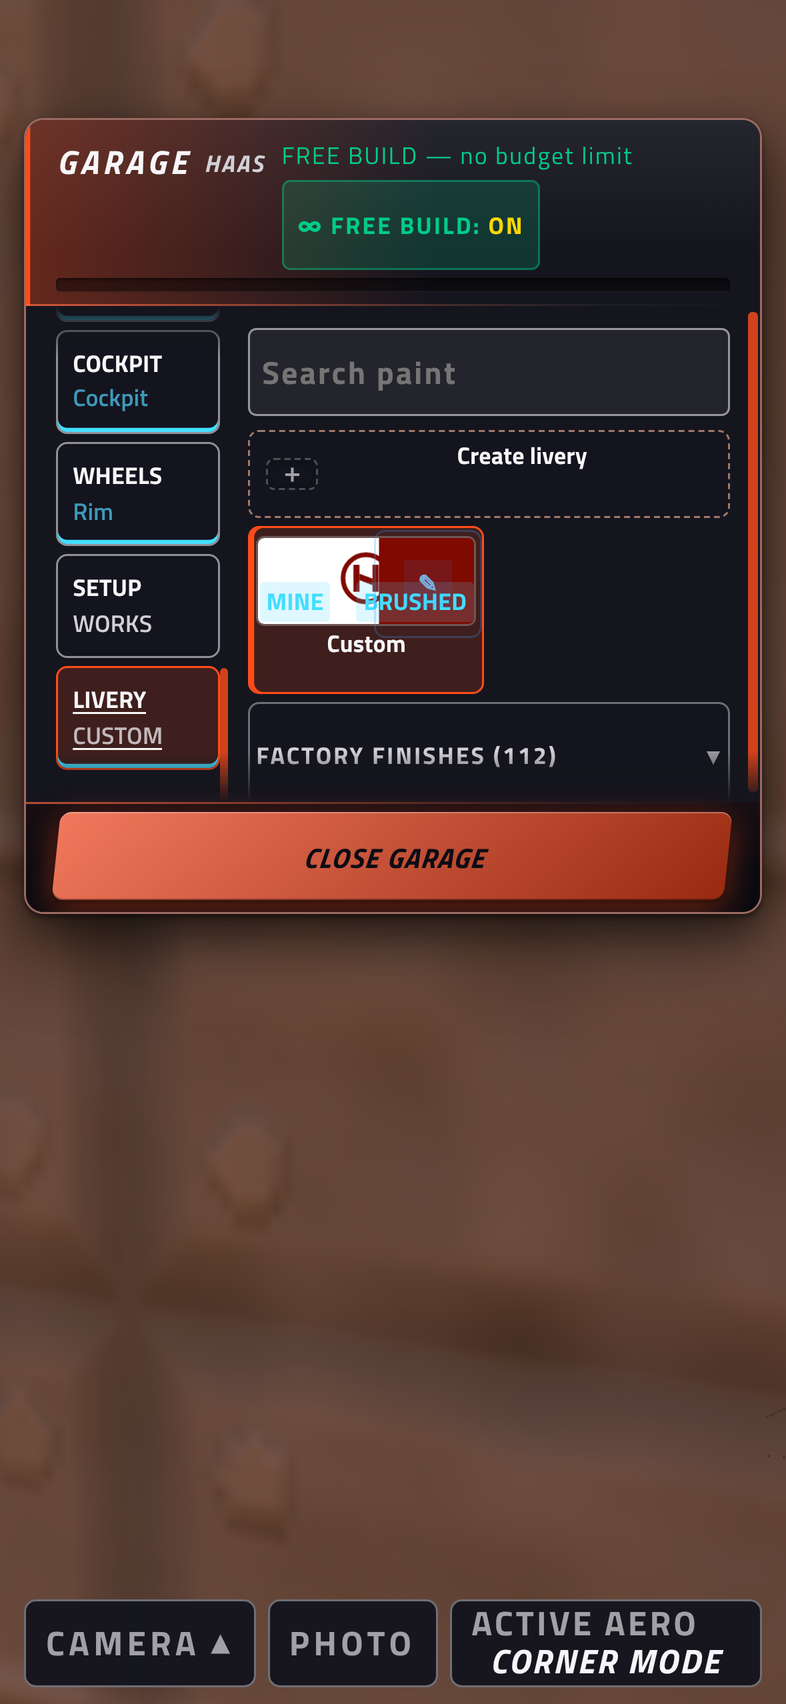 GARAGE HAAS
FREE BUILD — no budget limit
∞ FREE BUILD: ON
COCKPIT
Cockpit
WHEELS
Rim
SETUP
WORKS
LIVERY
CUSTOM
Search paint
+
Create livery
MINE
BRUSHED
Custom
FACTORY FINISHES (112) ▼
CLOSE GARAGE
CAMERA ▲
PHOTO
ACTIVE AERO
CORNER MODE